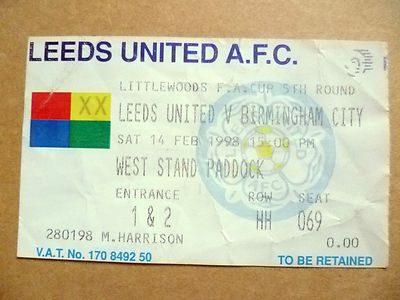 LEEDS UNITED A.F.C.
LITTLEWOODS F.A.CUP 5TH ROUND
XX
LEEDS UNITED V BIRMINGHAM CITY
SAT 14 FEB 1998 15:00 PM
WEST STAND PADDOCK
ENTRANCE ROW SEAT
1 & 2 HH 069
280198 M.HARRISON 0.00
V.A.T. No. 170 8492 50 TO BE RETAINED